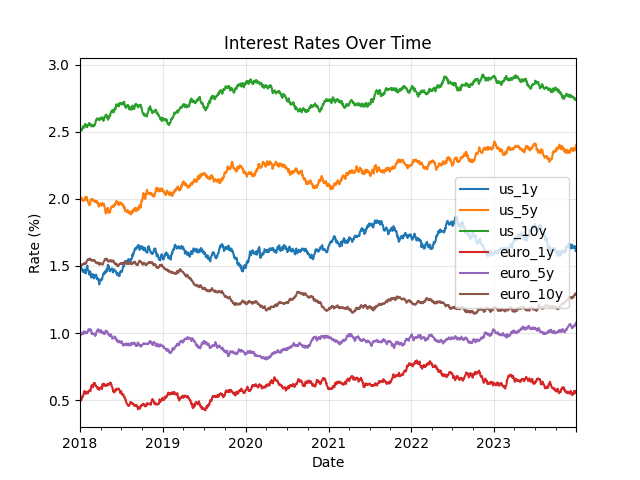 Interest Rates Over Time
3.0
2.5
2.0
1.5
1.0
0.5
Rate (%)
us_1y
us_5y
us_10y
euro_1y
euro_5y
euro_10y
2018 2019 2020 2021 2022 2023
Date